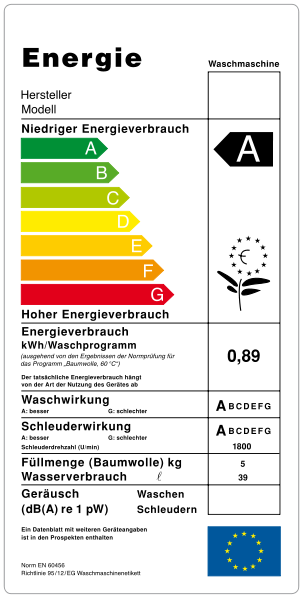 Energie
Waschmaschine
Hersteller
Modell
Niedriger Energieverbrauch
A
A
B
C
D
E
F
G
Hoher Energieverbrauch
Energieverbrauch
kWh/Waschprogramm
(ausgehend von den Ergebnissen der Normprüfung für
das Programm „Baumwolle, 60°C“)
0,89
Der tatsächliche Energieverbrauch hängt
von der Art der Nutzung des Gerätes ab
Waschwirkung
A: besser G: schlechter
A BCDEFG
Schleuderwirkung
A: besser G: schlechter
A BCDEFG
Schleuderdrehzahl (U/min) 1800
Füllmenge (Baumwolle) kg 5
Wasserverbrauch ℓ 39
Geräusch Waschen
(dB(A) re 1 pW) Schleudern
Ein Datenblatt mit weiteren Geräteangaben
ist in den Prospekten enthalten
Norm EN 60456
Richtlinie 95/12/EG Waschmaschinenetikett